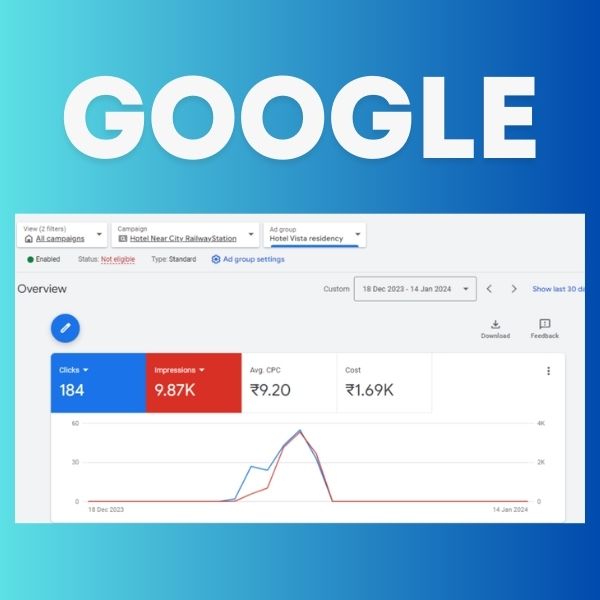 GOOGLE
View (2 filters)
All campaigns
Campaign
Hotel Near City RailwayStation
Ad group
Hotel Vista residency
Enabled Status: Not eligible Type: Standard Ad group settings
Overview
Custom 18 Dec 2023 - 14 Jan 2024 Show last 30 da
Download Feedback
Clicks Impressions Avg. CPC Cost
184 9.87K ₹9.20 ₹1.69K
60 4K
30 2K
0 0
18 Dec 2023 14 Jan 2024